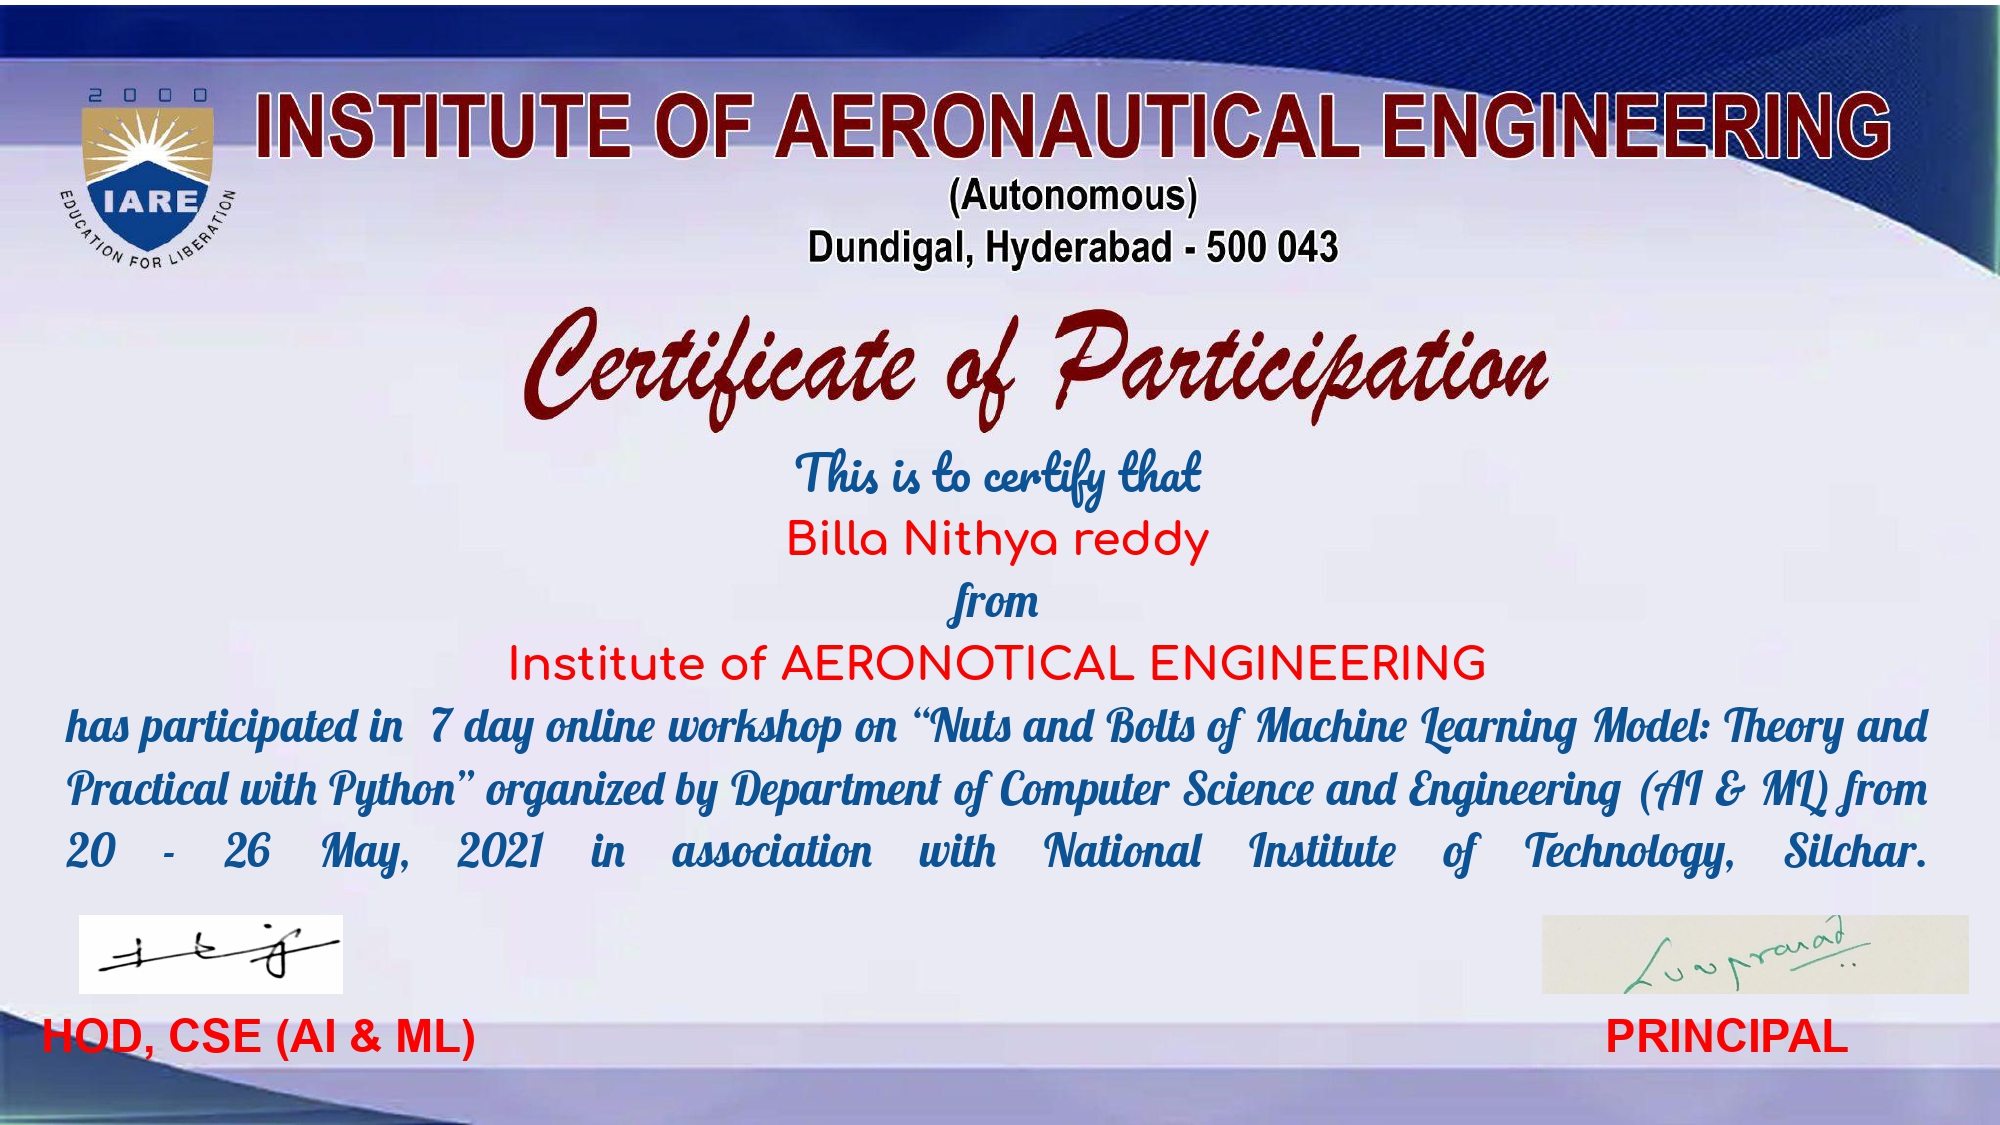 2000
IARE
EDUCATION FOR LIBERATION
INSTITUTE OF AERONAUTICAL ENGINEERING
(Autonomous)
Dundigal, Hyderabad - 500 043
Certificate of Participation
This is to certify that
Billa Nithya reddy
from
Institute of AERONOTICAL ENGINEERING
has participated in 7 day online workshop on “Nuts and Bolts of Machine Learning Model: Theory and
Practical with Python” organized by Department of Computer Science and Engineering (AI & ML) from
20 - 26 May, 2021 in association with National Institute of Technology, Silchar.
HOD, CSE (AI & ML)
PRINCIPAL